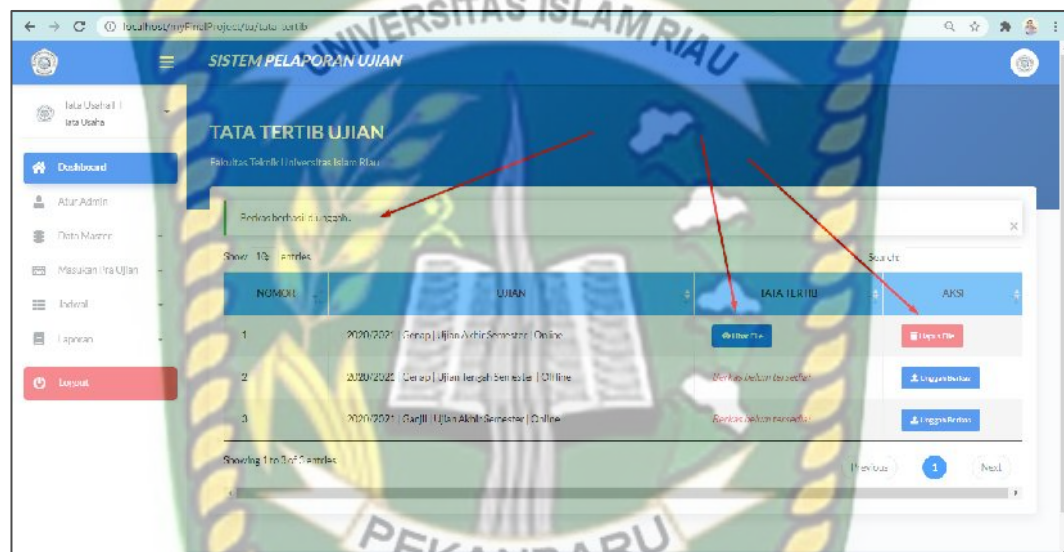 localhost/myFinalProject/tu/tata-tertib
UNIVERSITAS ISLAM RIAU
SISTEM PELAPORAN UJIAN
Tata Usaha
Tata Usaha
TATA TERTIB UJIAN
Fakultas Teknik Universitas Islam Riau
Dashboard
Atur Admin
Data Master
Masukan Pra Ujian
Jadwal
Laporan
Logout
Berkas berhasil diunggah.
×
Show 10 entries
Search:
NOMOR UJIAN TATA TERTIB AKSI
1 2020/2021 | Genap | Ujian Akhir Semester | Online Lihat File Hapus File
2 2020/2021 | Genap | Ujian Tengah Semester | Offline Berkas belum tersedia! Unggah Berkas
3 2020/2021 | Ganjil | Ujian Akhir Semester | Online Berkas belum tersedia! Unggah Berkas
Showing 1 to 3 of 3 entries
Previous 1 Next
PEKANBARU